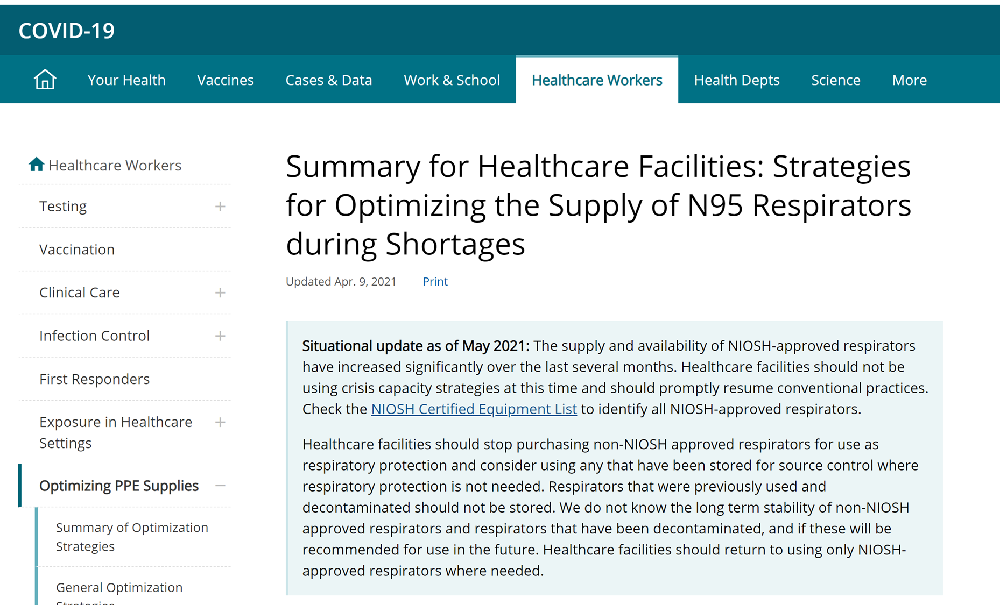 COVID-19
Your Health
Vaccines
Cases & Data
Work & School
Healthcare Workers
Health Depts
Science
More
Healthcare Workers
Testing
Vaccination
Clinical Care
Infection Control
First Responders
Exposure in Healthcare
Settings
Optimizing PPE Supplies
Summary of Optimization
Strategies
General Optimization
Summary for Healthcare Facilities: Strategies
for Optimizing the Supply of N95 Respirators
during Shortages
Updated Apr. 9, 2021 Print
Situational update as of May 2021: The supply and availability of NIOSH-approved respirators
have increased significantly over the last several months. Healthcare facilities should not be
using crisis capacity strategies at this time and should promptly resume conventional practices.
Check the NIOSH Certified Equipment List to identify all NIOSH-approved respirators.
Healthcare facilities should stop purchasing non-NIOSH approved respirators for use as
respiratory protection and consider using any that have been stored for source control where
respiratory protection is not needed. Respirators that were previously used and
decontaminated should not be stored. We do not know the long term stability of non-NIOSH
approved respirators and respirators that have been decontaminated, and if these will be
recommended for use in the future. Healthcare facilities should return to using only NIOSH-
approved respirators where needed.